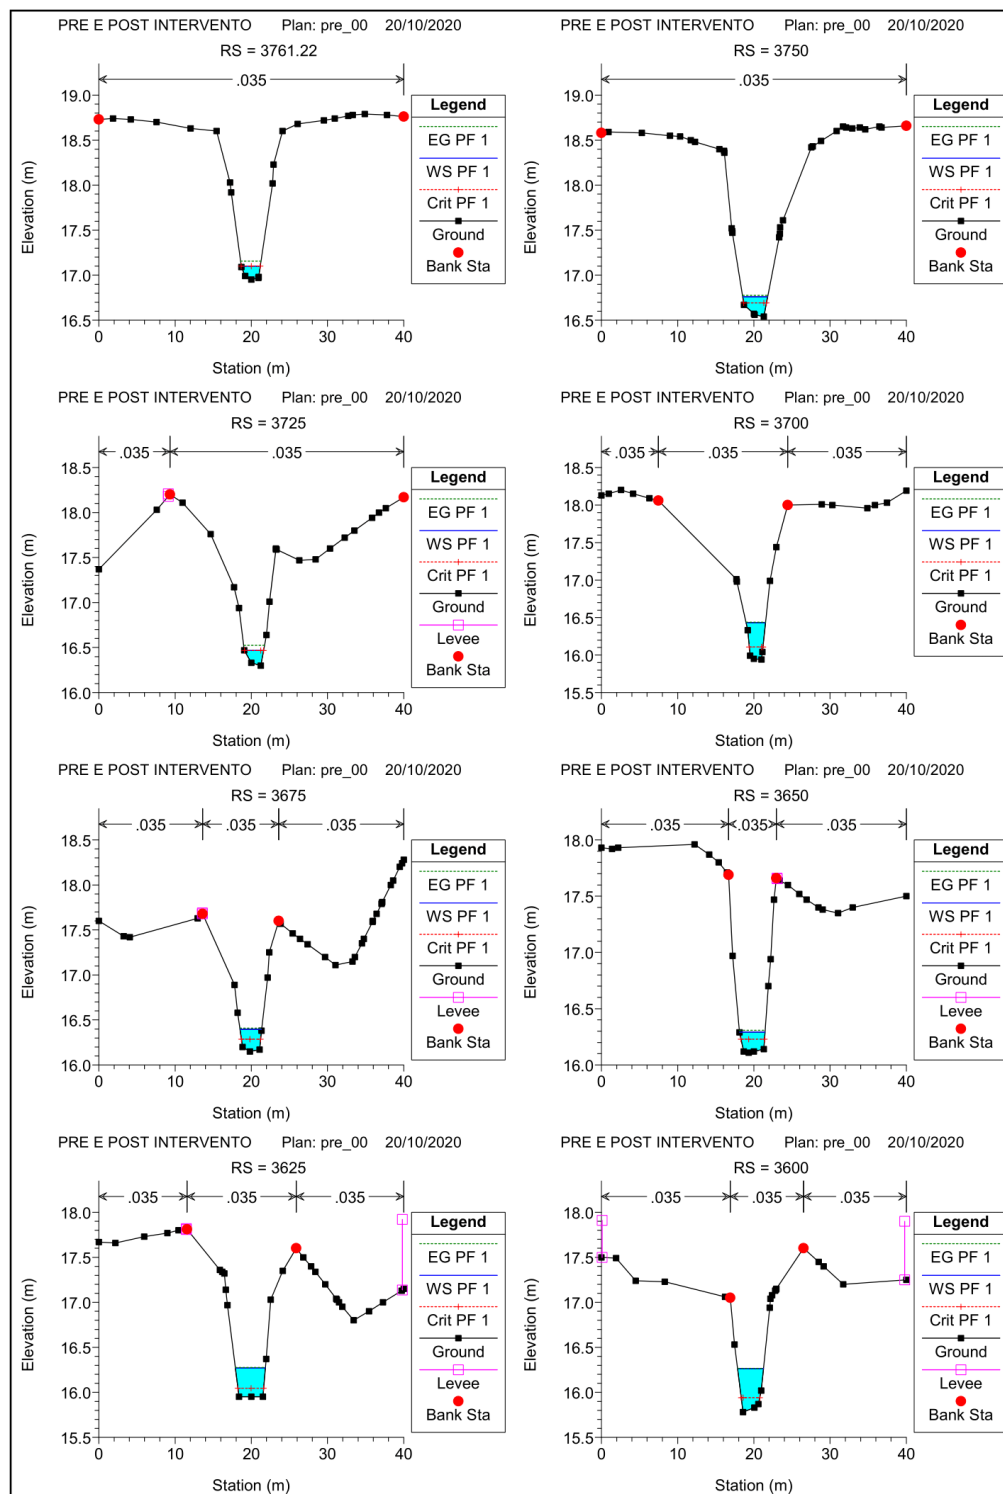 PRE E POST INTERVENTO Plan: pre_00 20/10/2020
RS = 3761.22
.035
19.0
18.5
18.0
17.5
17.0
16.5
0 10 20 30 40
Elevation (m)
Station (m)
Legend
EG PF 1
WS PF 1
Crit PF 1
Ground
Bank Sta
PRE E POST INTERVENTO Plan: pre_00 20/10/2020
RS = 3750
.035
19.0
18.5
18.0
17.5
17.0
16.5
0 10 20 30 40
Elevation (m)
Station (m)
Legend
EG PF 1
WS PF 1
Crit PF 1
Ground
Bank Sta
PRE E POST INTERVENTO Plan: pre_00 20/10/2020
RS = 3725
.035 .035
18.5
18.0
17.5
17.0
16.5
16.0
0 10 20 30 40
Elevation (m)
Station (m)
Legend
EG PF 1
WS PF 1
Crit PF 1
Ground
Levee
Bank Sta
PRE E POST INTERVENTO Plan: pre_00 20/10/2020
RS = 3700
.035 .035 .035
18.5
18.0
17.5
17.0
16.5
16.0
15.5
0 10 20 30 40
Elevation (m)
Station (m)
Legend
EG PF 1
WS PF 1
Crit PF 1
Ground
Bank Sta
PRE E POST INTERVENTO Plan: pre_00 20/10/2020
RS = 3675
.035 .035 .035
18.5
18.0
17.5
17.0
16.5
16.0
0 10 20 30 40
Elevation (m)
Station (m)
Legend
EG PF 1
WS PF 1
Crit PF 1
Ground
Levee
Bank Sta
PRE E POST INTERVENTO Plan: pre_00 20/10/2020
RS = 3650
.035 .035 .035
18.0
17.5
17.0
16.5
16.0
0 10 20 30 40
Elevation (m)
Station (m)
Legend
EG PF 1
WS PF 1
Crit PF 1
Ground
Levee
Bank Sta
PRE E POST INTERVENTO Plan: pre_00 20/10/2020
RS = 3625
.035 .035 .035
18.0
17.5
17.0
16.5
16.0
15.5
0 10 20 30 40
Elevation (m)
Station (m)
Legend
EG PF 1
WS PF 1
Crit PF 1
Ground
Levee
Bank Sta
PRE E POST INTERVENTO Plan: pre_00 20/10/2020
RS = 3600
.035 .035 .035
18.0
17.5
17.0
16.5
16.0
15.5
0 10 20 30 40
Elevation (m)
Station (m)
Legend
EG PF 1
WS PF 1
Crit PF 1
Ground
Levee
Bank Sta